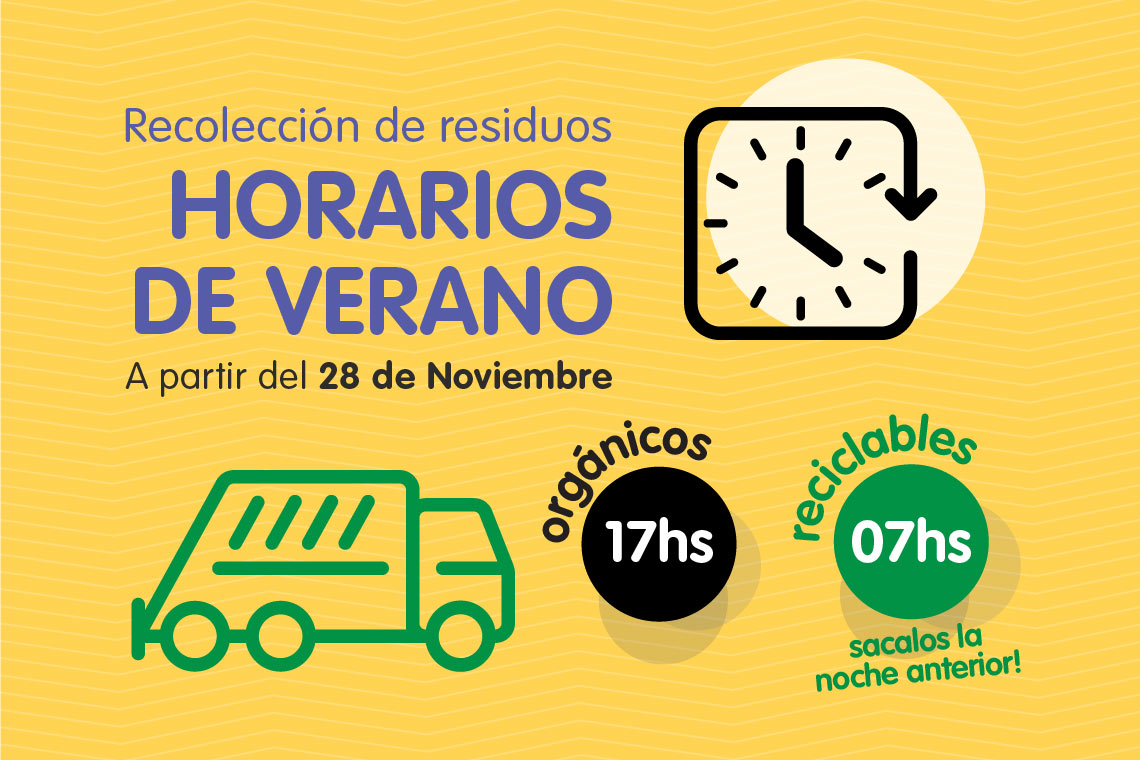 Recolección de residuos
HORARIOS
DE VERANO
A partir del 28 de Noviembre
orgánicos
17hs
reciclables
07hs
sacalos la
noche anterior!